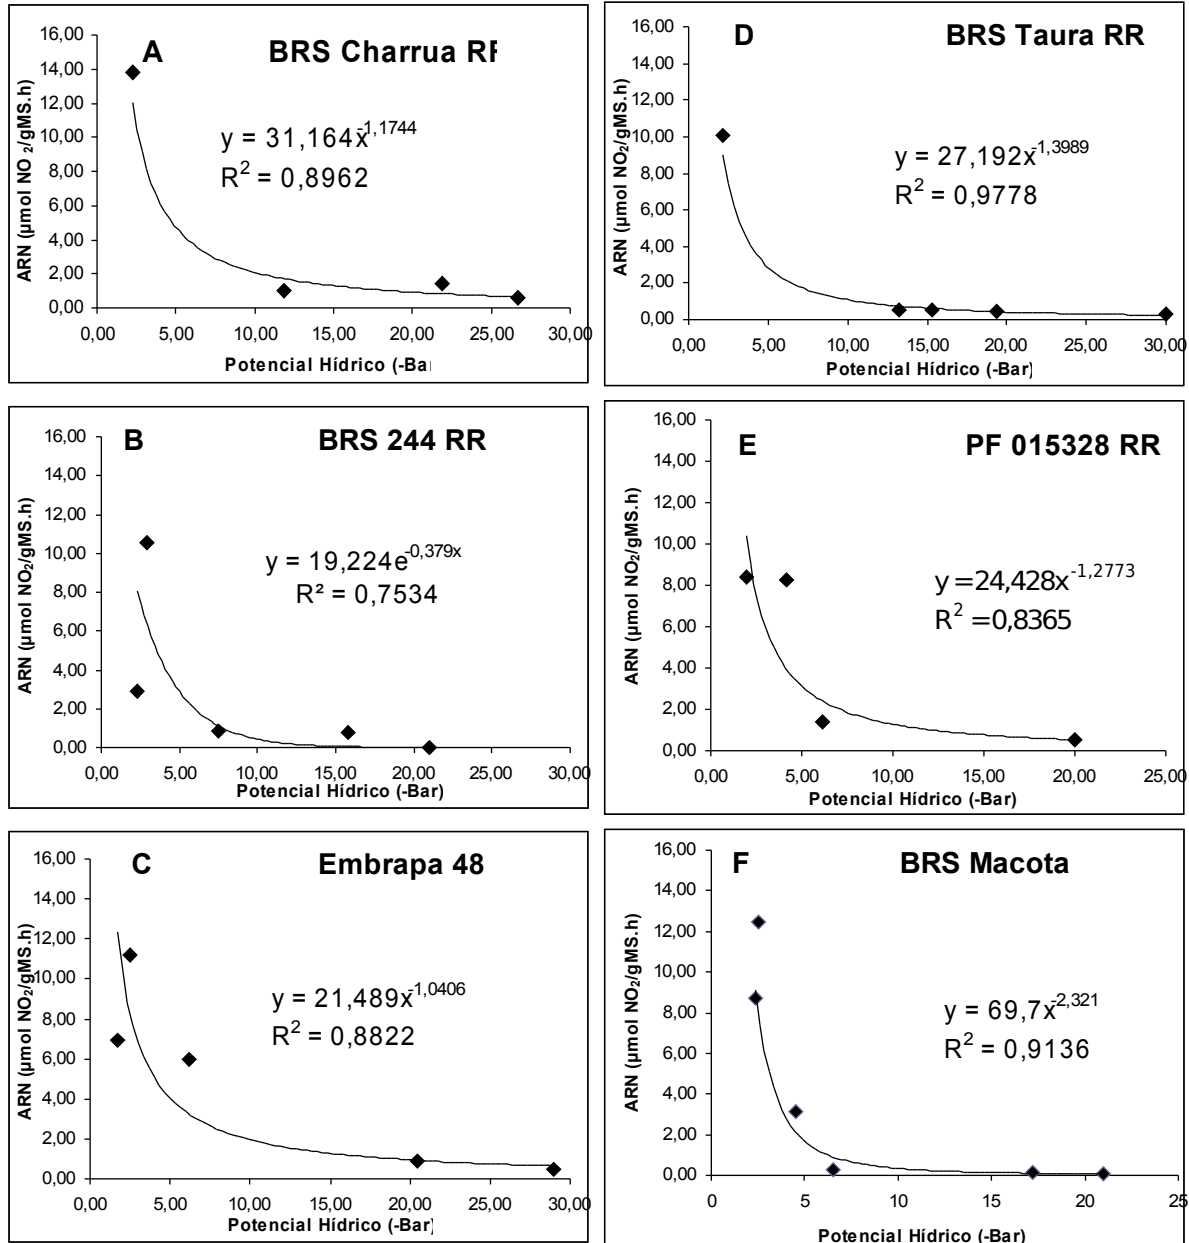 A
BRS Charrua RF
y = 31,164x^-1,1744
R² = 0,8962
ARN (µmol NO₂/gMS.h)
16,00
14,00
12,00
10,00
8,00
6,00
4,00
2,00
0,00
0,00 5,00 10,00 15,00 20,00 25,00 30,00
Potencial Hídrico (-Bar
D
BRS Taura RR
y = 27,192x^-1,3989
R² = 0,9778
ARN (µmol NO₂/gMS.h)
16,00
14,00
12,00
10,00
8,00
6,00
4,00
2,00
0,00
0,00 5,00 10,00 15,00 20,00 25,00 30,00
Potencial Hídrico (-Bar)
B
BRS 244 RR
y = 19,224e^-0,379x
R² = 0,7534
ARN (µmol NO₂/gMS.h)
16,00
14,00
12,00
10,00
8,00
6,00
4,00
2,00
0,00
0,00 5,00 10,00 15,00 20,00 25,00 30,00
Potencial Hídrico (-Bar)
E
PF 015328 RR
y = 24,428x^-1,2773
R² = 0,8365
ARN (µmol NO₂/gMS.h)
16,00
14,00
12,00
10,00
8,00
6,00
4,00
2,00
0,00
0,00 5,00 10,00 15,00 20,00 25,00
Potencial Hídrico (-Bar)
C
Embrapa 48
y = 21,489x^-1,0406
R² = 0,8822
ARN (µmol NO₂/gMS.h)
16,00
14,00
12,00
10,00
8,00
6,00
4,00
2,00
0,00
0,00 5,00 10,00 15,00 20,00 25,00 30,00
Potencial Hídrico (-Bar)
F
BRS Macota
y = 69,7x^-2,321
R² = 0,9136
ARN (µmol NO₂/gMS.h)
16,00
14,00
12,00
10,00
8,00
6,00
4,00
2,00
0,00
0 5 10 15 20 25
Potencial Hídrico (-Bar)